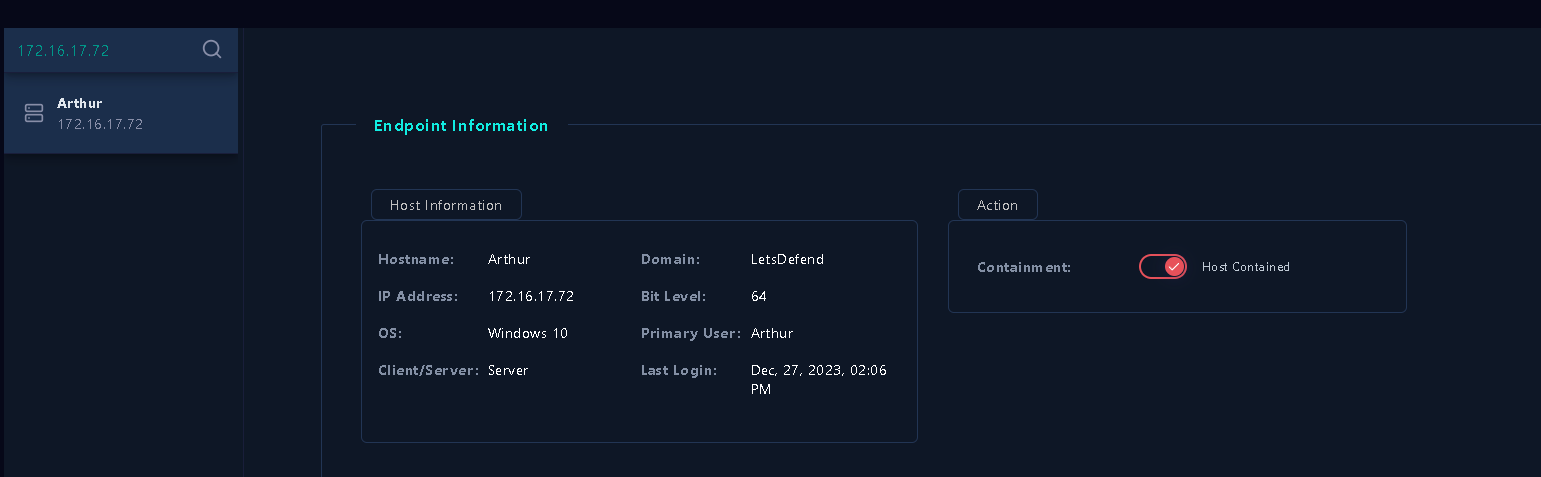 172.16.17.72
Arthur
172.16.17.72
Endpoint Information
Host Information
Hostname: Arthur Domain: LetsDefend
IP Address: 172.16.17.72 Bit Level: 64
OS: Windows 10 Primary User: Arthur
Client/Server: Server Last Login: Dec, 27, 2023, 02:06
PM
Action
Containment: Host Contained